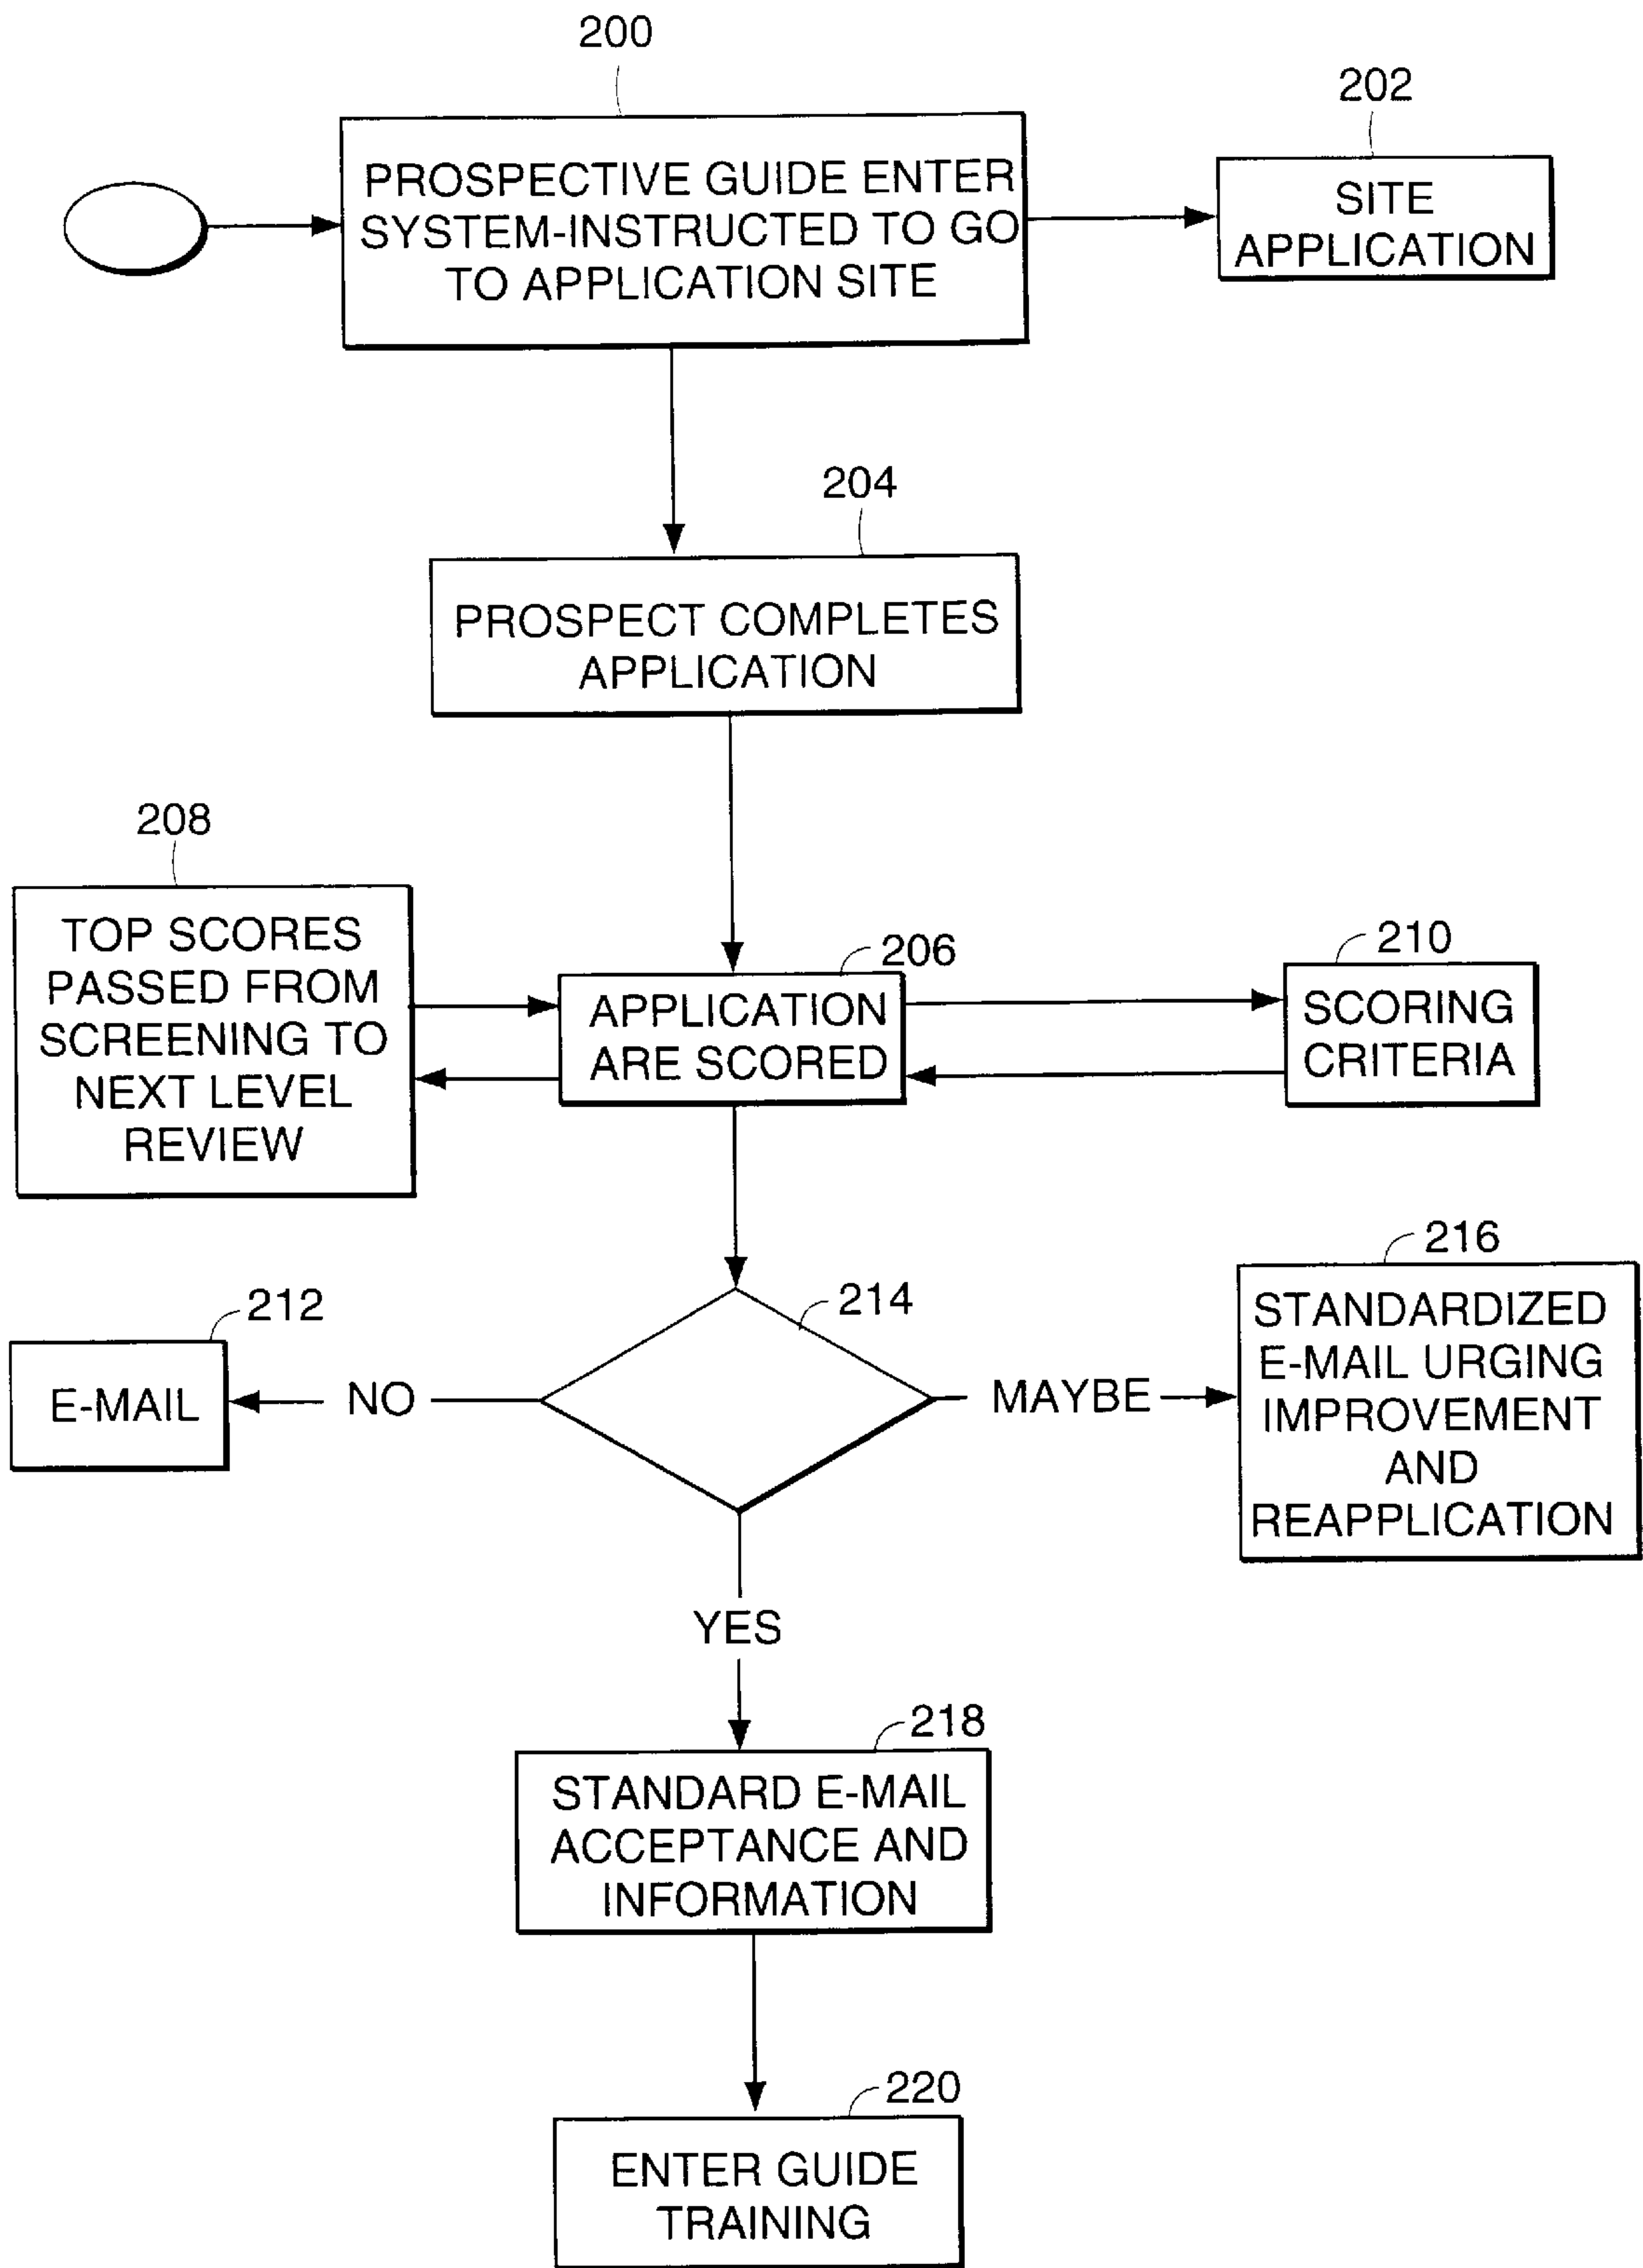 200
202
PROSPECTIVE GUIDE ENTER
SYSTEM-INSTRUCTED TO GO
TO APPLICATION SITE
SITE
APPLICATION
204
PROSPECT COMPLETES
APPLICATION
208
TOP SCORES
PASSED FROM
SCREENING TO
NEXT LEVEL
REVIEW
206
APPLICATION
ARE SCORED
210
SCORING
CRITERIA
212
E-MAIL
NO
214
MAYBE
216
STANDARDIZED
E-MAIL URGING
IMPROVEMENT
AND
REAPPLICATION
YES
218
STANDARD E-MAIL
ACCEPTANCE AND
INFORMATION
220
ENTER GUIDE
TRAINING